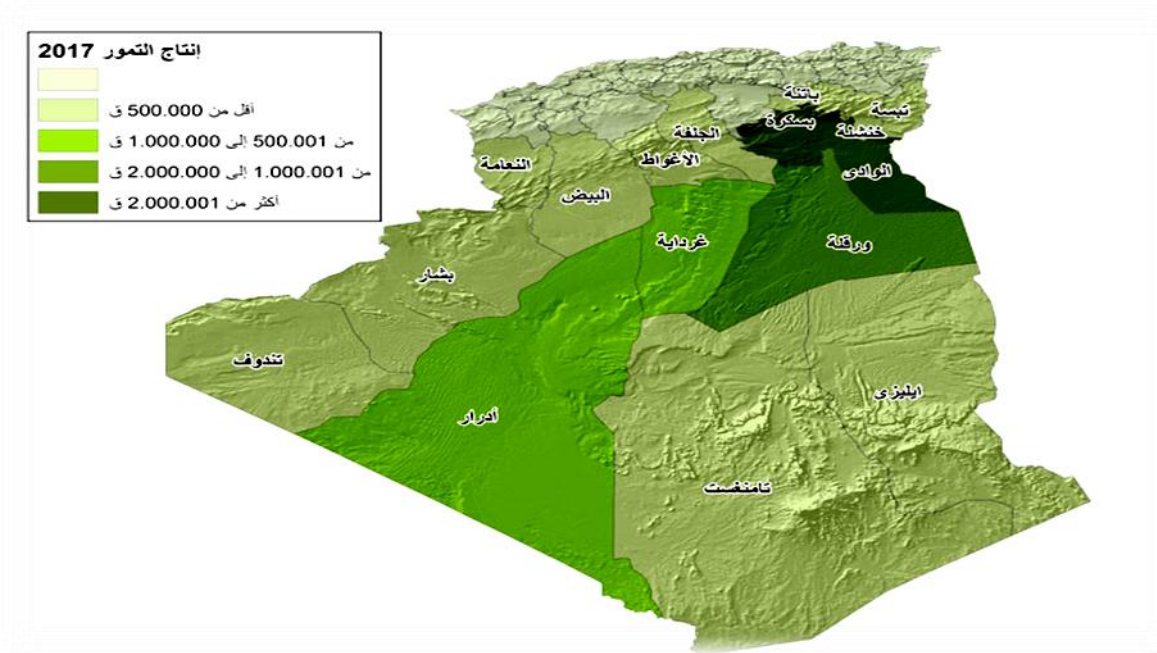 إنتاج التمور 2017
أقل من 500.000 ق
من 500.001 إلى 1.000.000 ق
من 1.000.001 إلى 2.000.000 ق
أكثر من 2.000.001 ق
باتنة
تبسة
بسكرة
خنشلة
الجلفة
النعامة
الأغواط
الوادي
البيض
غرداية
ورقلة
بشار
تندوف
ايليزي
أدرار
تامنغست